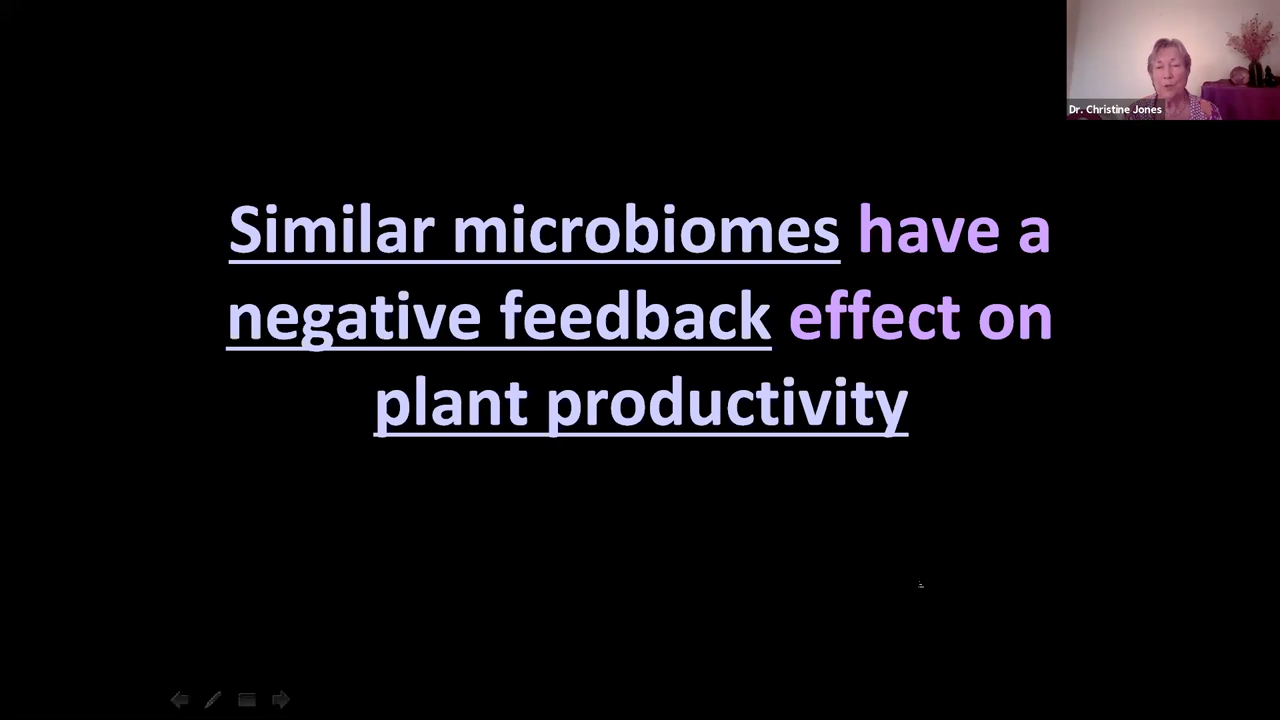 Dr. Christine Jones
Similar microbiomes have a
negative feedback effect on
plant productivity